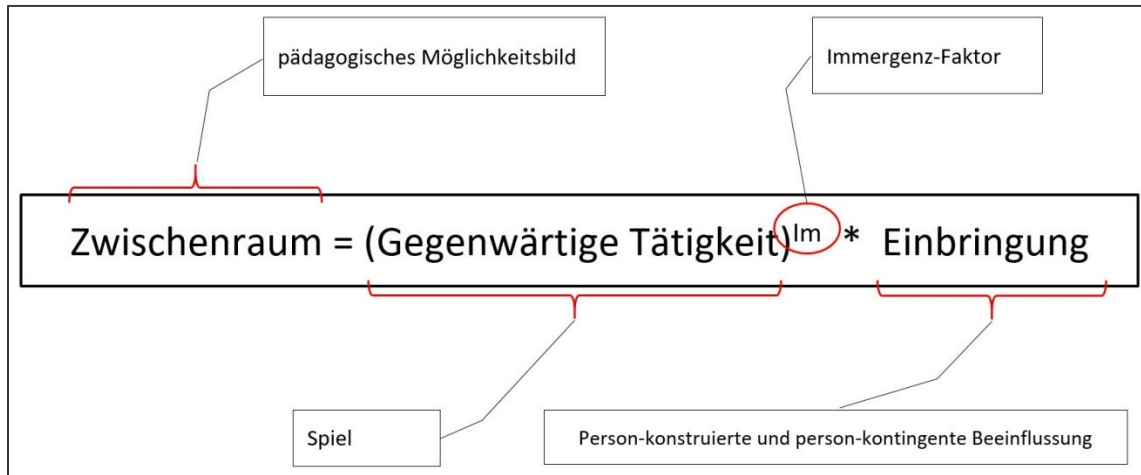 pädagogisches Möglichkeitsbild
Immergenz-Faktor
Zwischenraum = (Gegenwärtige Tätigkeit)^Im * Einbringung
Spiel
Person-konstruierte und person-kontingente Beeinflussung